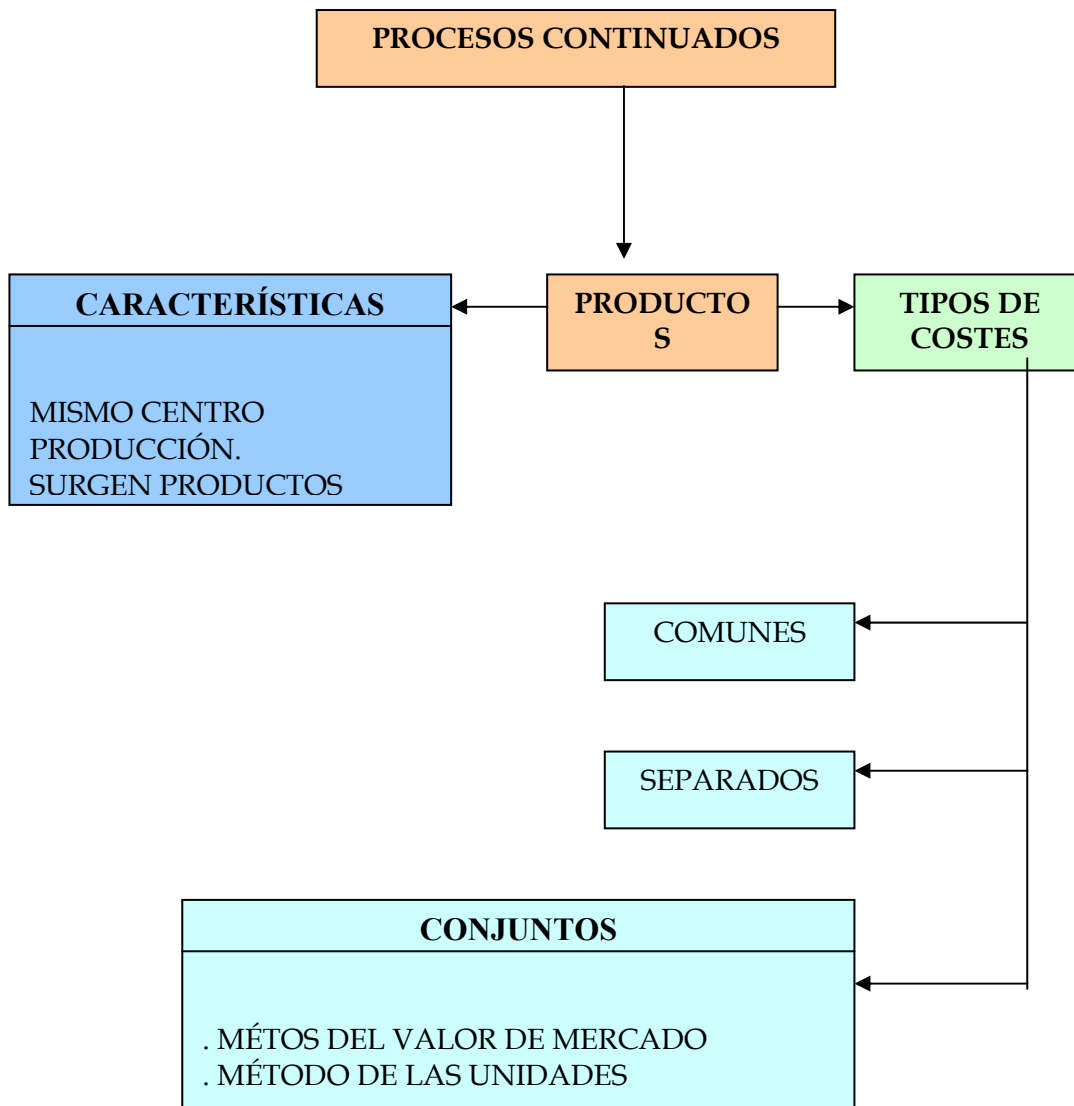 PROCESOS CONTINUADOS
CARACTERÍSTICAS
MISMO CENTRO
PRODUCCIÓN.
SURGEN PRODUCTOS
PRODUCTO
S
TIPOS DE
COSTES
COMUNES
SEPARADOS
CONJUNTOS
. MÉTOS DEL VALOR DE MERCADO
. MÉTODO DE LAS UNIDADES